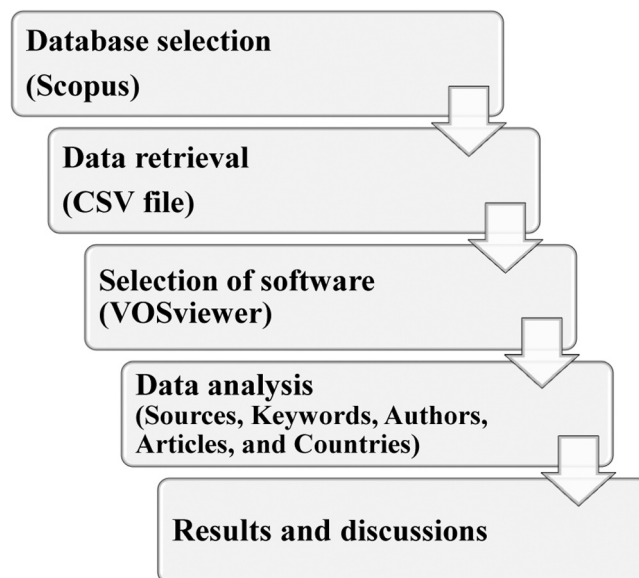 Database selection
(Scopus)
Data retrieval
(CSV file)
Selection of software
(VOSviewer)
Data analysis
(Sources, Keywords, Authors,
Articles, and Countries)
Results and discussions